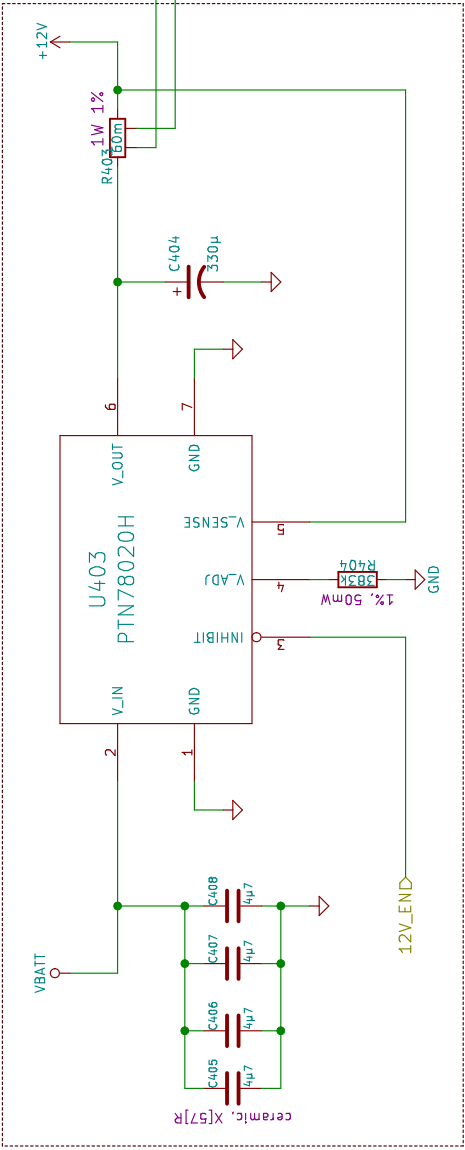 +12V
1W 1%
60m
R403
C404
330µ
+
6
7
V_OUT
GND
U403
PTN78020H
V_SENSE
5
V_ADJ
4
R404
383k
1%, 50mW
GND
INHIBIT
3
V_IN
GND
2
1
VBATT
12V_END
C408
4µ7
C407
4µ7
C406
4µ7
C405
4µ7
ceramic, X[57]R